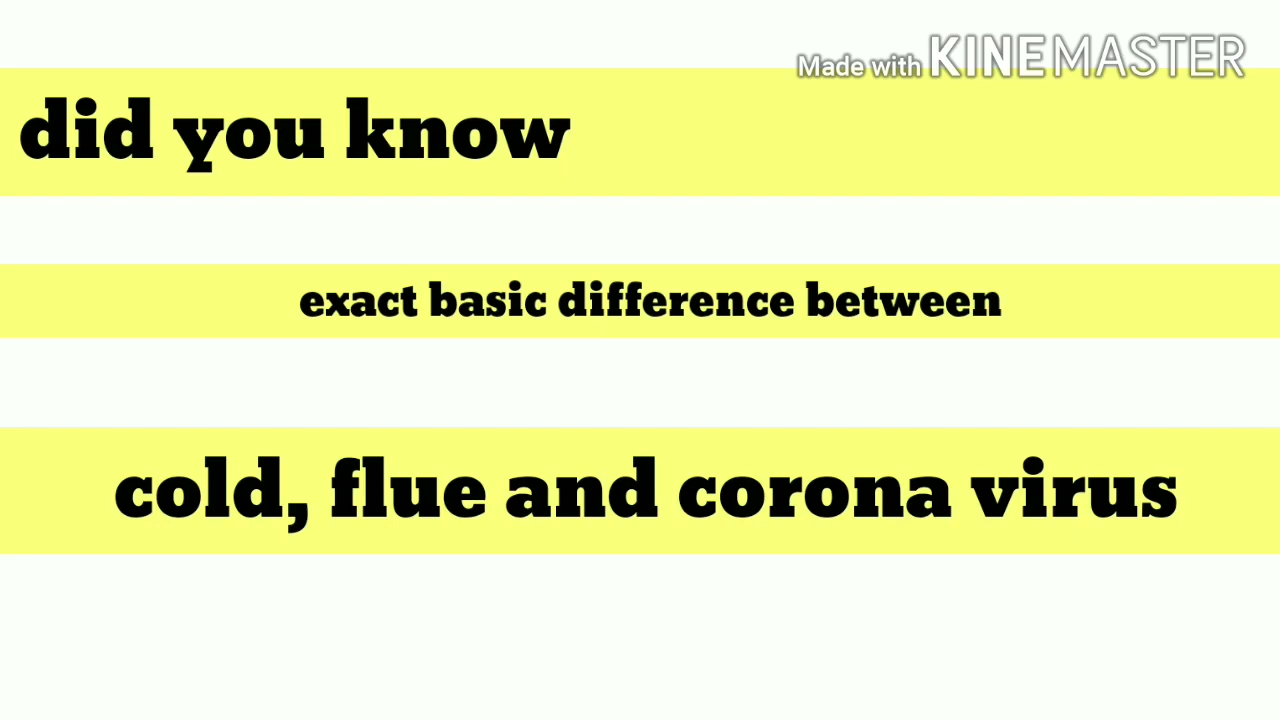 Made with KINEMASTER
did you know
exact basic difference between
cold, flue and corona virus